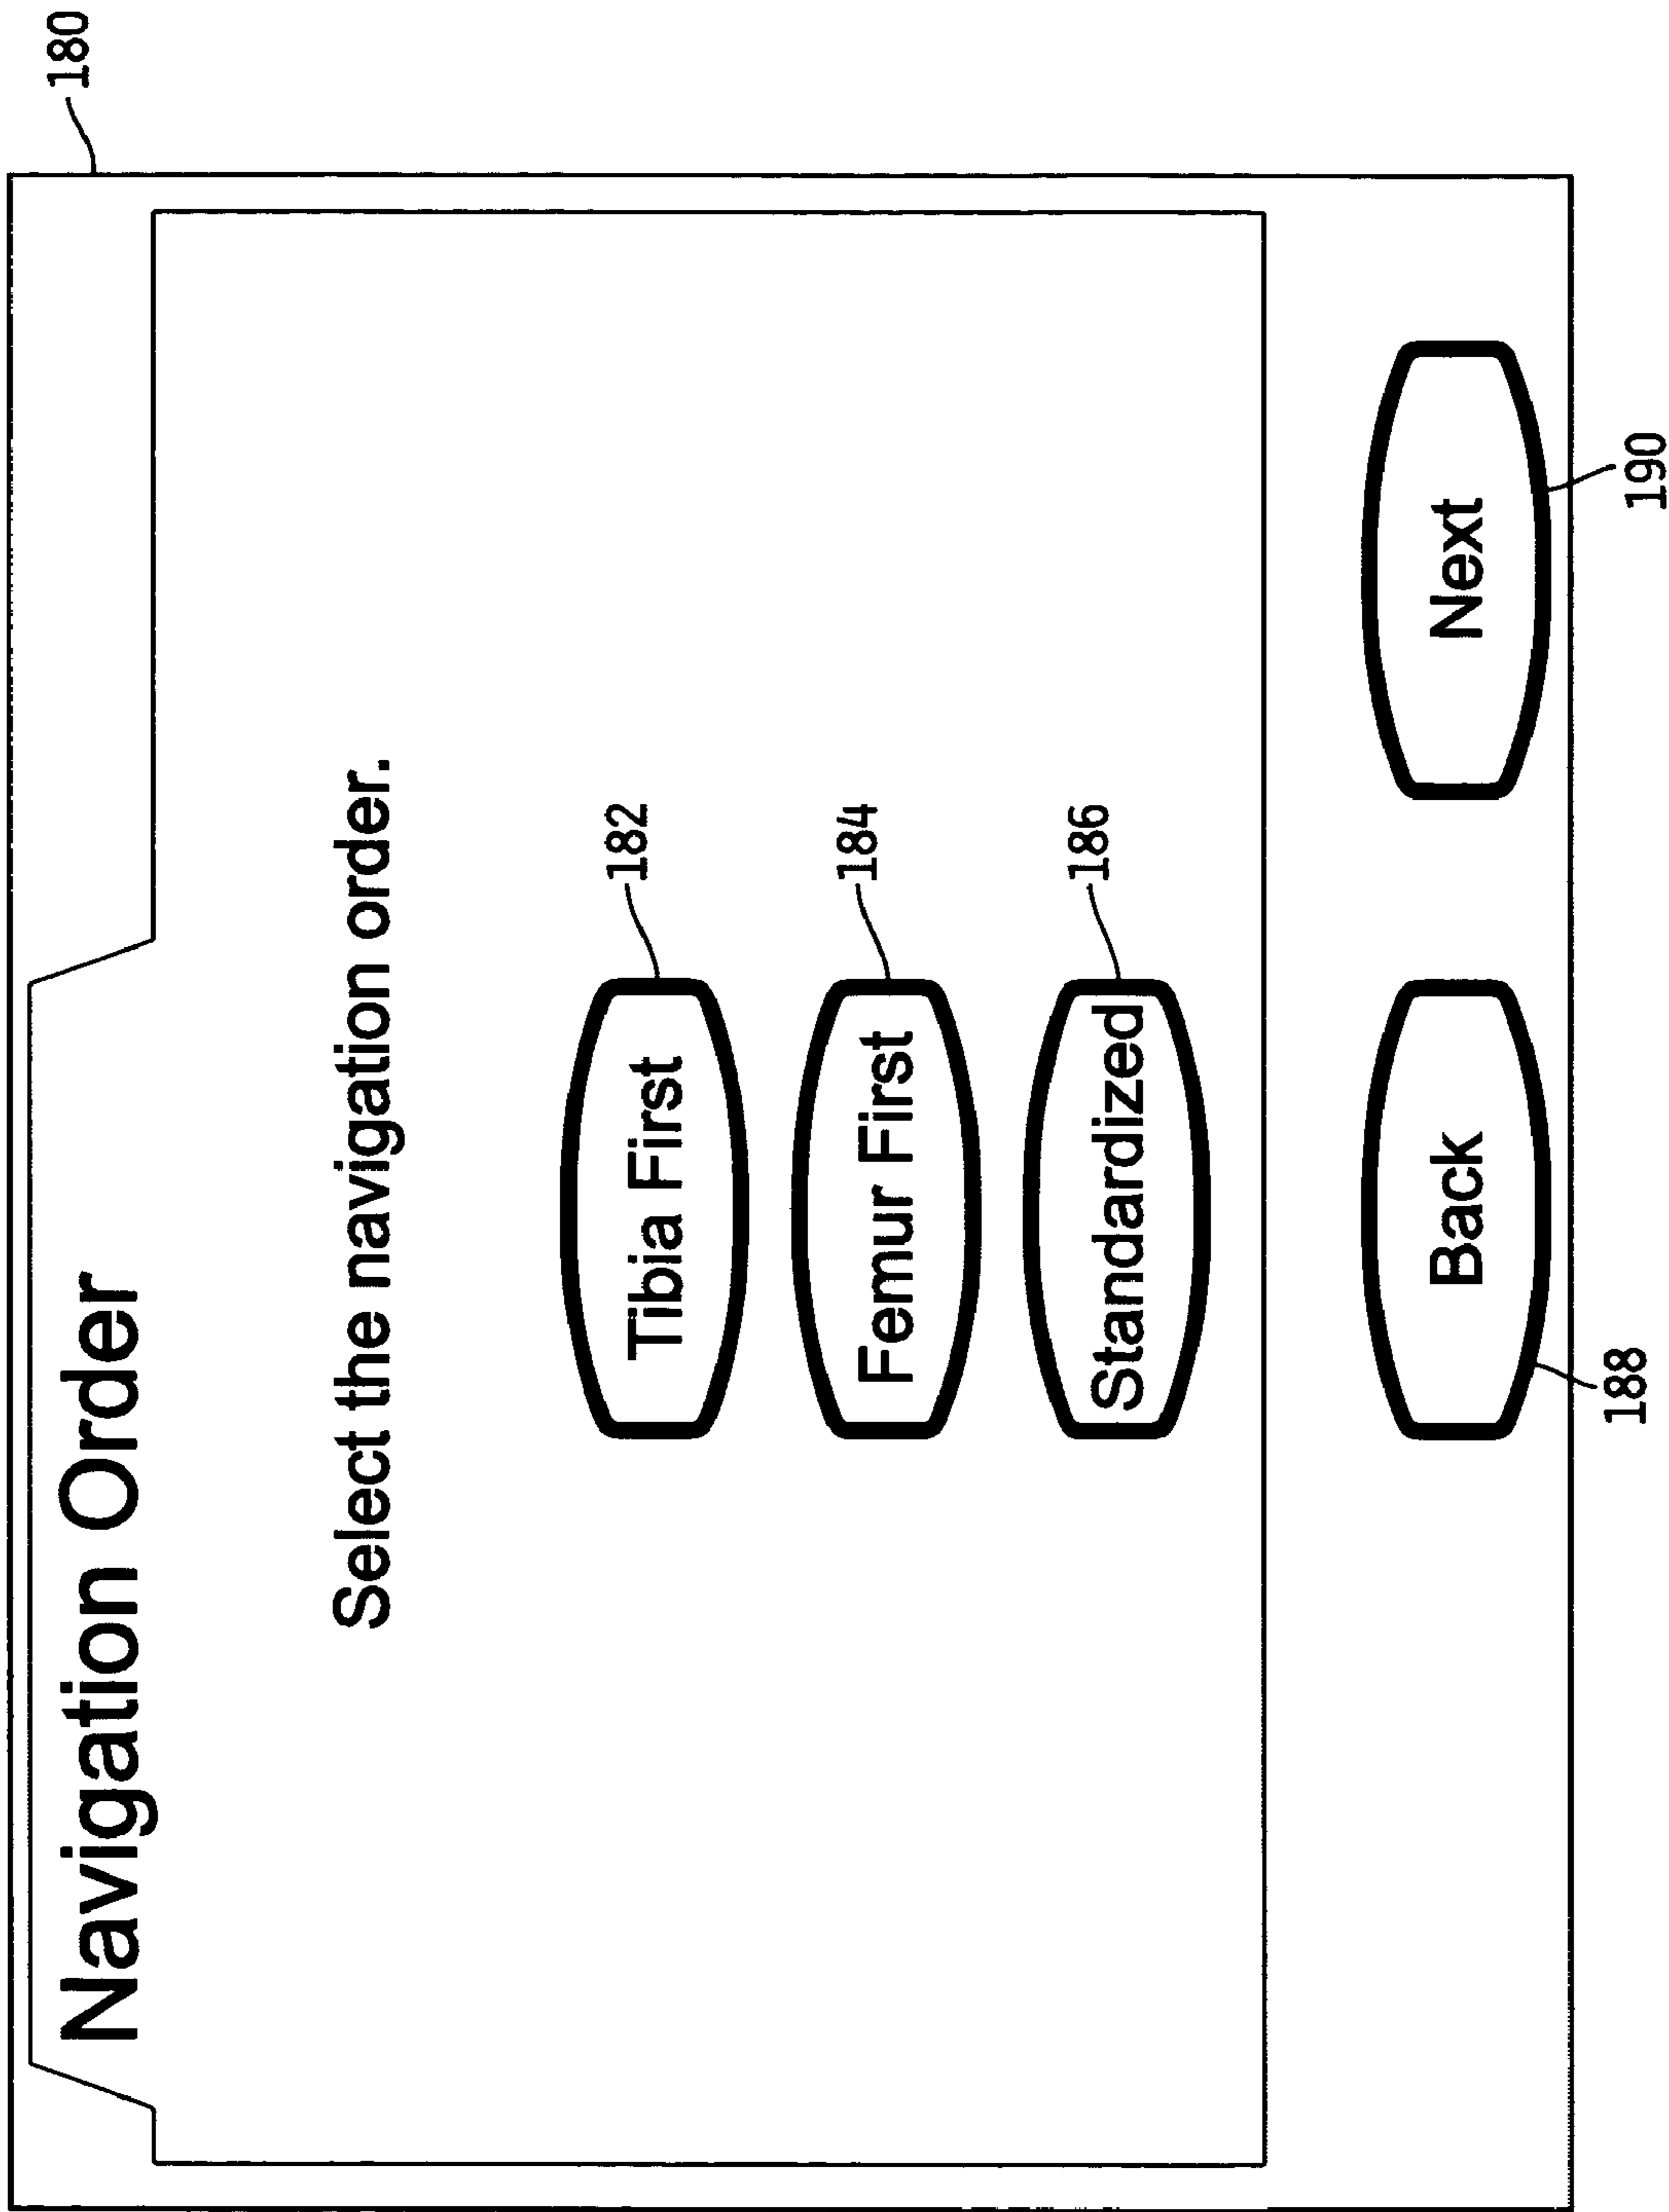 180
Navigation Order
Select the navigation order.
Tibia First
182
Femur First
184
Standardized
186
Back
Next
188
190